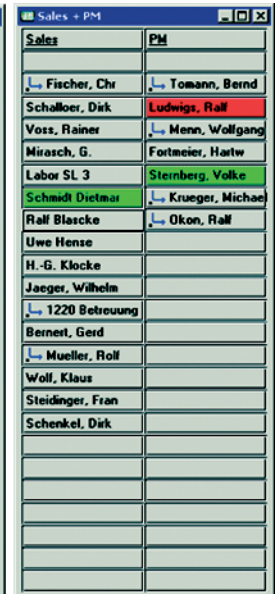 Sales + PM
Sales PM
Fischer, Chr Tomann, Bernd
Schalloer, Dirk Ludwigs, Ralf
Voss, Rainer Menn, Wolfgang
Mirasch, G. Fortmeier, Hartw
Labor SL 3 Sternberg, Volke
Schmidt Dietmar Krueger, Michael
Ralf Blascke Okon, Ralf
Uwe Hense
H.-G. Klocke
Jaeger, Wilhelm
1220 Betreuung
Bernert, Gerd
Mueller, Rolf
Wolf, Klaus
Steidinger, Fran
Schenkel, Dirk